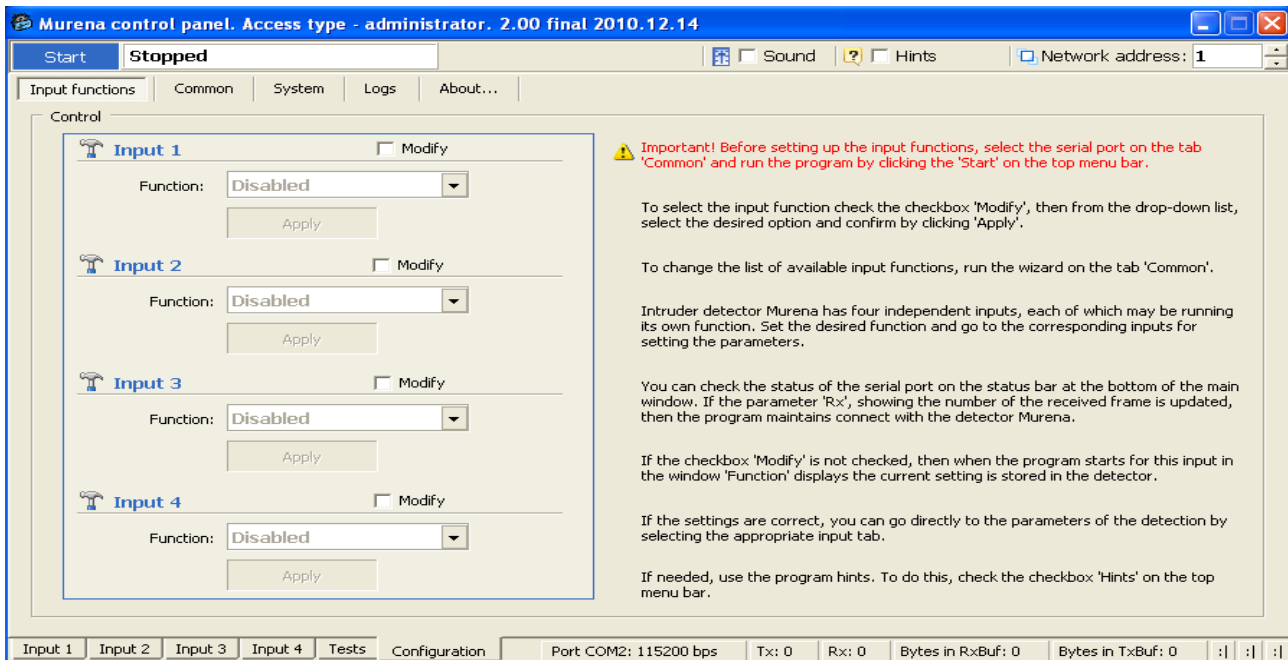 Murena control panel. Access type - administrator. 2.00 final 2010.12.14
Start Stopped Sound Hints Network address: 1
Input functions Common System Logs About...
Control
Input 1 Modify
Function: Disabled
Apply
Input 2 Modify
Function: Disabled
Apply
Input 3 Modify
Function: Disabled
Apply
Input 4 Modify
Function: Disabled
Apply
Important! Before setting up the input functions, select the serial port on the tab
'Common' and run the program by clicking the 'Start' on the top menu bar.
To select the input function check the checkbox 'Modify', then from the drop-down list,
select the desired option and confirm by clicking 'Apply'.
To change the list of available input functions, run the wizard on the tab 'Common'.
Intruder detector Murena has four independent inputs, each of which may be running
its own function. Set the desired function and go to the corresponding inputs for
setting the parameters.
You can check the status of the serial port on the status bar at the bottom of the main
window. If the parameter 'Rx', showing the number of the received frame is updated,
then the program maintains connect with the detector Murena.
If the checkbox 'Modify' is not checked, then when the program starts for this input in
the window 'Function' displays the current setting is stored in the detector.
If the settings are correct, you can go directly to the parameters of the detection by
selecting the appropriate input tab.
If needed, use the program hints. To do this, check the checkbox 'Hints' on the top
menu bar.
Input 1 Input 2 Input 3 Input 4 Tests Configuration Port COM2: 115200 bps Tx: 0 Rx: 0 Bytes in RxBuf: 0 Bytes in TxBuf: 0 :| :| :|